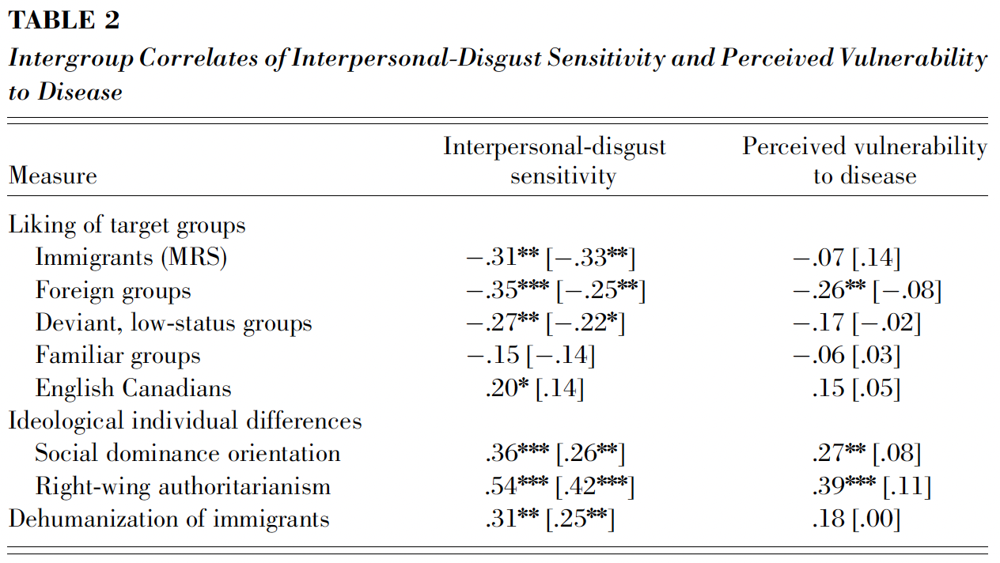 TABLE 2
Intergroup Correlates of Interpersonal-Disgust Sensitivity and Perceived Vulnerability
to Disease
Interpersonal-disgust Perceived vulnerability
Measure sensitivity to disease
Liking of target groups
Immigrants (MRS) −.31** [−.33**] −.07 [.14]
Foreign groups −.35*** [−.25**] −.26** [−.08]
Deviant, low-status groups −.27** [−.22*] −.17 [−.02]
Familiar groups −.15 [−.14] −.06 [.03]
English Canadians .20* [.14] .15 [.05]
Ideological individual differences
Social dominance orientation .36*** [.26**] .27** [.08]
Right-wing authoritarianism .54*** [.42***] .39*** [.11]
Dehumanization of immigrants .31** [.25**] .18 [.00]